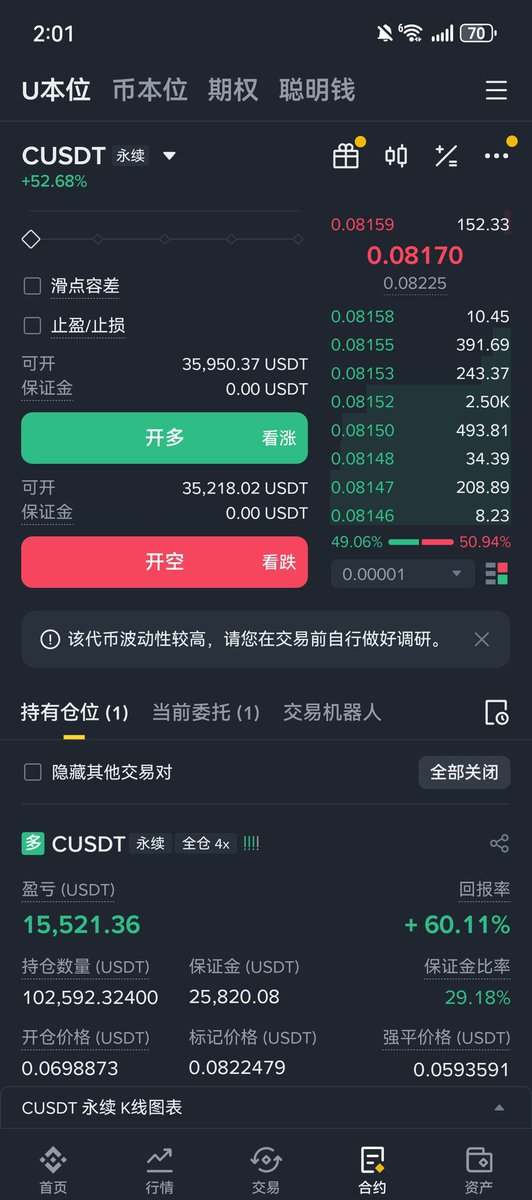 2:01
6
70
U本位 币本位 期权 聪明钱
CUSDT 永续
+52.68%
滑点容差
止盈/止损
可开 35,950.37 USDT
保证金 0.00 USDT
开多 看涨
可开 35,218.02 USDT
保证金 0.00 USDT
开空 看跌
0.08159 152.33
0.08170
0.08225
0.08158 10.45
0.08155 391.69
0.08153 243.37
0.08152 2.50K
0.08150 493.81
0.08148 34.39
0.08147 208.89
0.08146 8.23
49.06% 50.94%
0.00001
该代币波动性较高，请您在交易前自行做好调研。
持有仓位 (1) 当前委托 (1) 交易机器人
隐藏其他交易对 全部关闭
多 CUSDT 永续 全仓 4x !!!!
盈亏 (USDT) 回报率
15,521.36 + 60.11%
持仓数量 (USDT) 保证金 (USDT) 保证金比率
102,592.32400 25,820.08 29.18%
开仓价格 (USDT) 标记价格 (USDT) 强平价格 (USDT)
0.0698873 0.0822479 0.0593591
CUSDT 永续 K线图表
首页 行情 交易 合约 资产